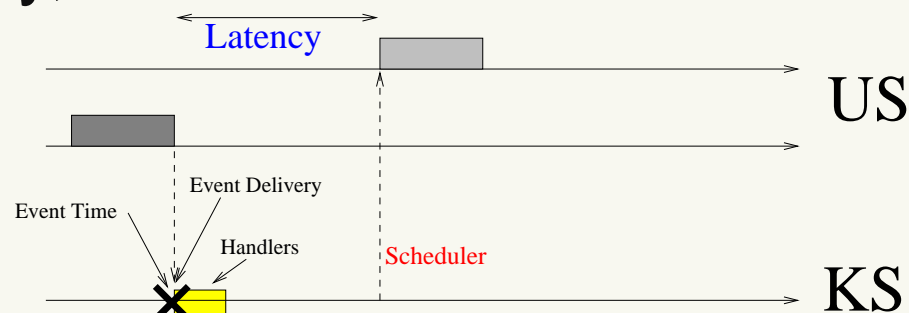 Latency
US
Event Delivery
Event Time
Handlers
Scheduler
KS